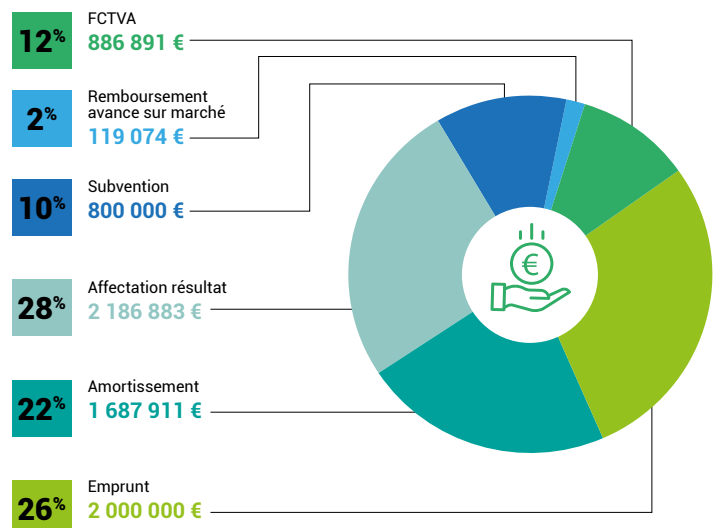 12%
FCTVA
886 891 €
2%
Remboursement
avance sur marché
119 074 €
10%
Subvention
800 000 €
28%
Affectation résultat
2 186 883 €
22%
Amortissement
1 687 911 €
26%
Emprunt
2 000 000 €
€